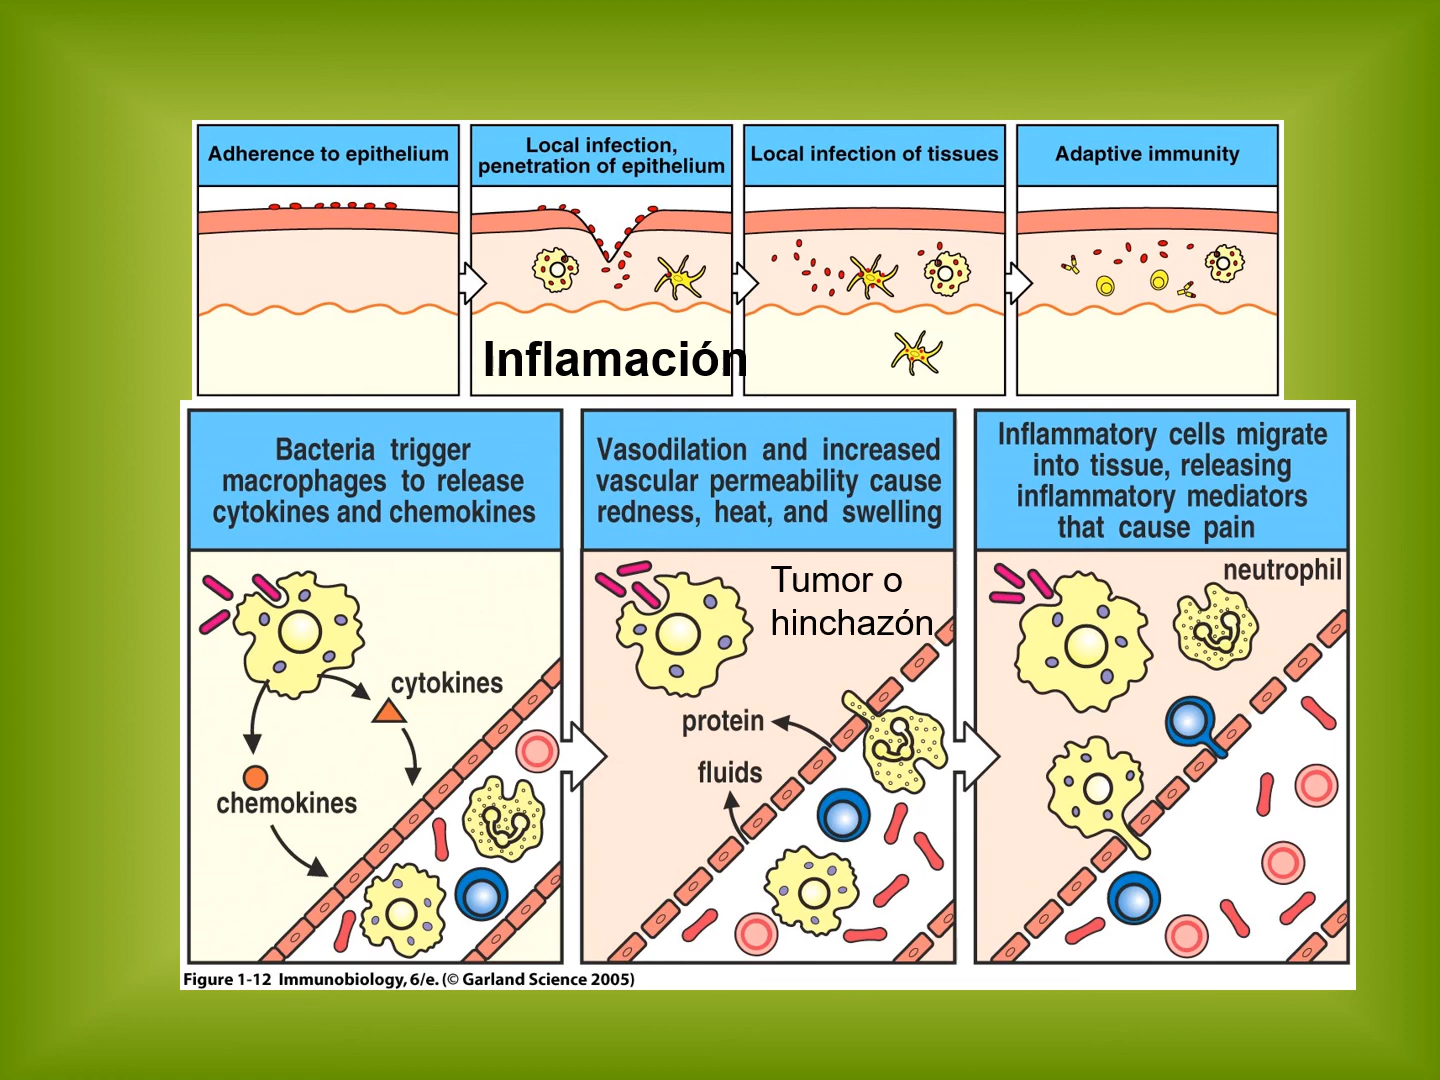 Adherence to epithelium
Local infection,
penetration of epithelium
Local infection of tissues
Adaptive immunity
Inflamación
Bacteria trigger
macrophages to release
cytokines and chemokines
Vasodilation and increased
vascular permeability cause
redness, heat, and swelling
Inflammatory cells migrate
into tissue, releasing
inflammatory mediators
that cause pain
cytokines
chemokines
Tumor o
hinchazón
protein
fluids
neutrophil
Figure 1-12 Immunobiology, 6/e. (© Garland Science 2005)